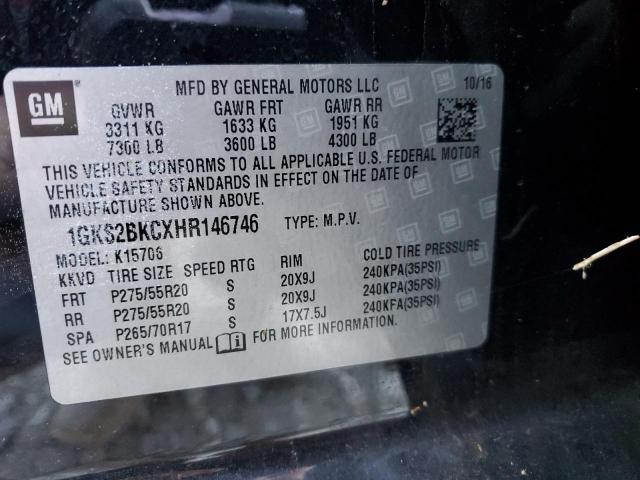 GM
MFD BY GENERAL MOTORS LLC 10/16
GVWR GAWR FRT GAWR RR
3311 KG 1633 KG 1951 KG
7300 LB 3600 LB 4300 LB
THIS VEHICLE CONFORMS TO ALL APPLICABLE U.S. FEDERAL MOTOR
VEHICLE SAFETY STANDARDS IN EFFECT ON THE DATE OF
MANUFACTURE SHOWN ABOVE.
1GKS2BKCXHR146746 TYPE: M.P.V.
MODEL: K15706
KKVD TIRE SIZE SPEED RTG RIM COLD TIRE PRESSURE
FRT P275/55R20 S 20X9J 240KPA(35PSI)
RR P275/55R20 S 20X9J 240KPA(35PSI)
SPA P265/70R17 S 17X7.5J 240KPA(35PSI)
SEE OWNER'S MANUAL FOR MORE INFORMATION.